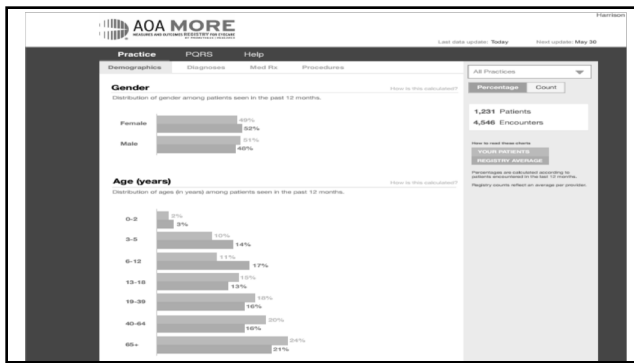 Harrison
AOA MORE
MEASURES AND OUTCOMES REGISTRY FOR EYECARE
Last data update: Today Next update: May 30
Practice PQRS Help
Demographics Diagnoses Med Rx Procedures
All Practices
Percentage Count
Gender
How is this calculated?
Distribution of gender among patients seen in the past 12 months.
Female 49% 52%
Male 51% 48%
1,231 Patients
4,546 Encounters
How to read these charts
YOUR PATIENTS
REGISTRY AVERAGE
Percentages are calculated according to
patients encountered in the last 12 months.
Registry counts reflect an average per provider.
Age (years)
How is this calculated?
Distribution of ages (in years) among patients seen in the past 12 months.
0-2 2% 3%
3-5 10% 14%
6-12 11% 17%
13-18 15% 13%
19-39 18% 16%
40-64 20% 16%
65+ 24% 21%